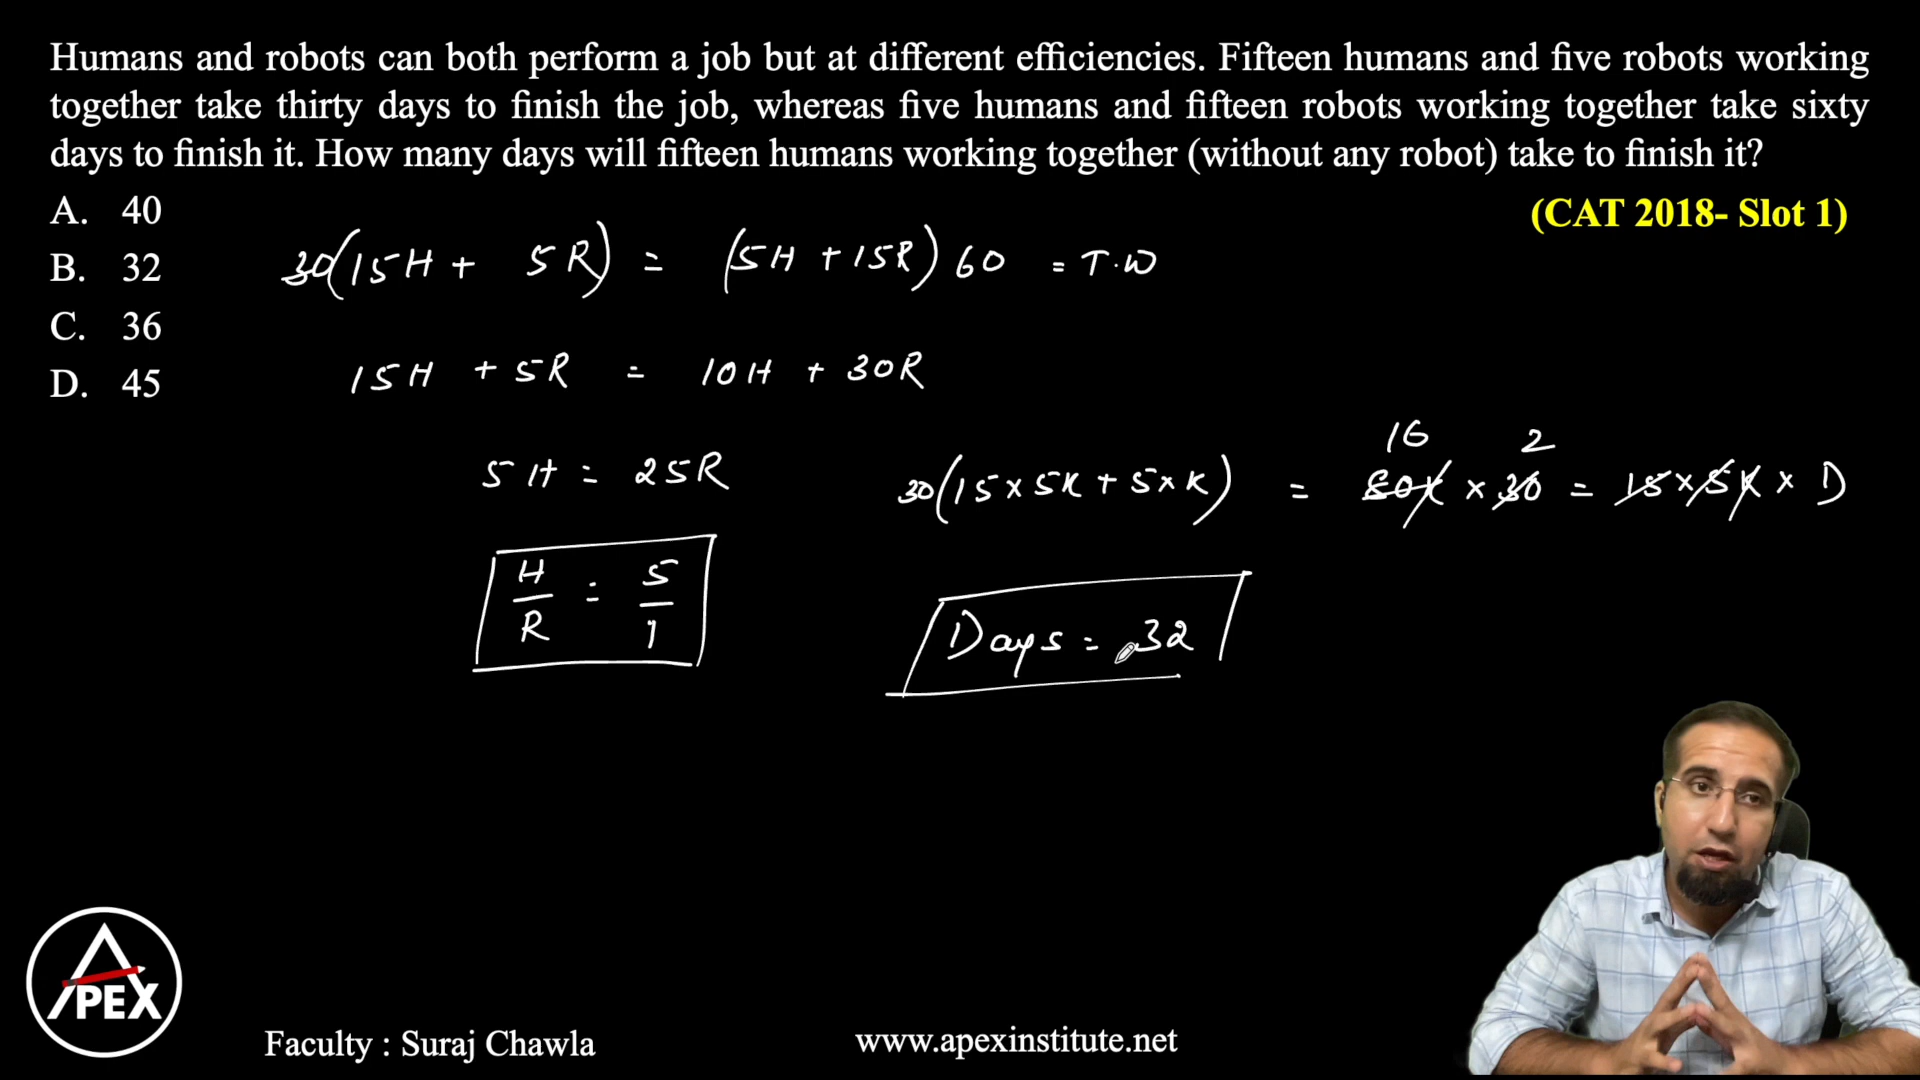 Humans and robots can both perform a job but at different efficiencies. Fifteen humans and five robots working
together take thirty days to finish the job, whereas five humans and fifteen robots working together take sixty
days to finish it. How many days will fifteen humans working together (without any robot) take to finish it?
(CAT 2018- Slot 1)
A. 40
B. 32
C. 36
D. 45
30(15H + 5R) = (5H + 15R) 60 = T.W
15H + 5R = 10H + 30R
5H = 25R
H/R = 5/1
16 2
30(15 x 5K + 5 x K) = 80K x 30 = 15 x 5K x D
Days = 32
APEX
Faculty : Suraj Chawla
www.apexinstitute.net